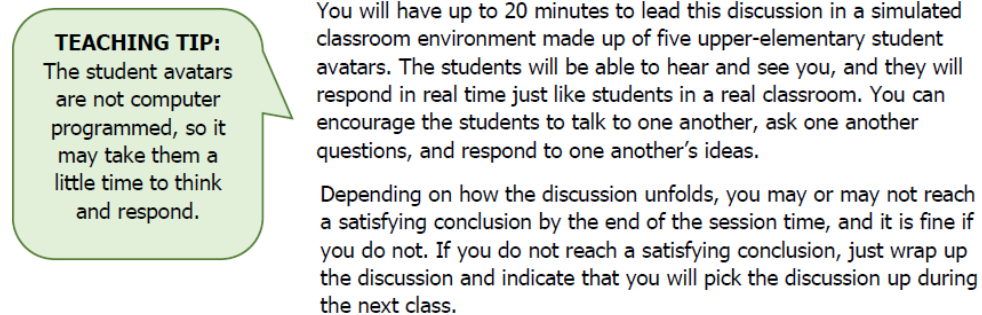 TEACHING TIP:
The student avatars
are not computer
programmed, so it
may take them a
little time to think
and respond.
You will have up to 20 minutes to lead this discussion in a simulated
classroom environment made up of five upper-elementary student
avatars. The students will be able to hear and see you, and they will
respond in real time just like students in a real classroom. You can
encourage the students to talk to one another, ask one another
questions, and respond to one another's ideas.
Depending on how the discussion unfolds, you may or may not reach
a satisfying conclusion by the end of the session time, and it is fine if
you do not. If you do not reach a satisfying conclusion, just wrap up
the discussion and indicate that you will pick the discussion up during
the next class.